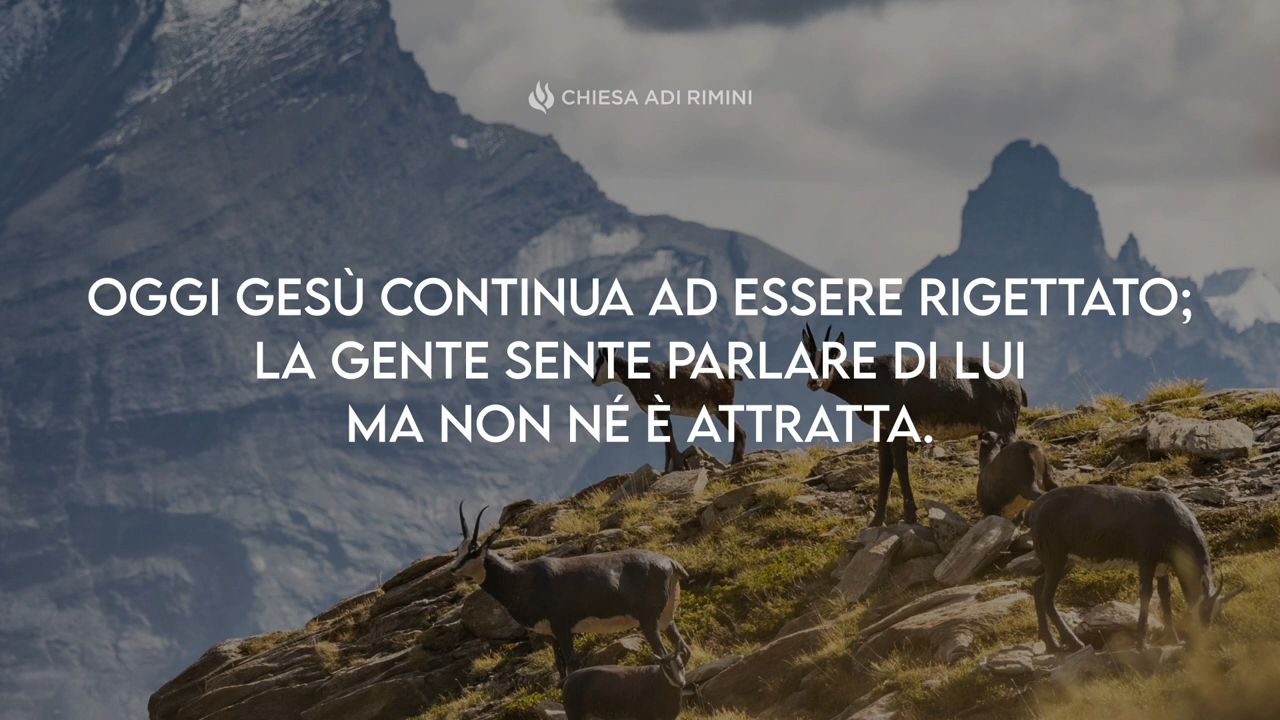 CHIESA ADI RIMINI
OGGI GESÙ CONTINUA AD ESSERE RIGETTATO;
LA GENTE SENTE PARLARE DI LUI
MA NON NÉ È ATTRATTA.